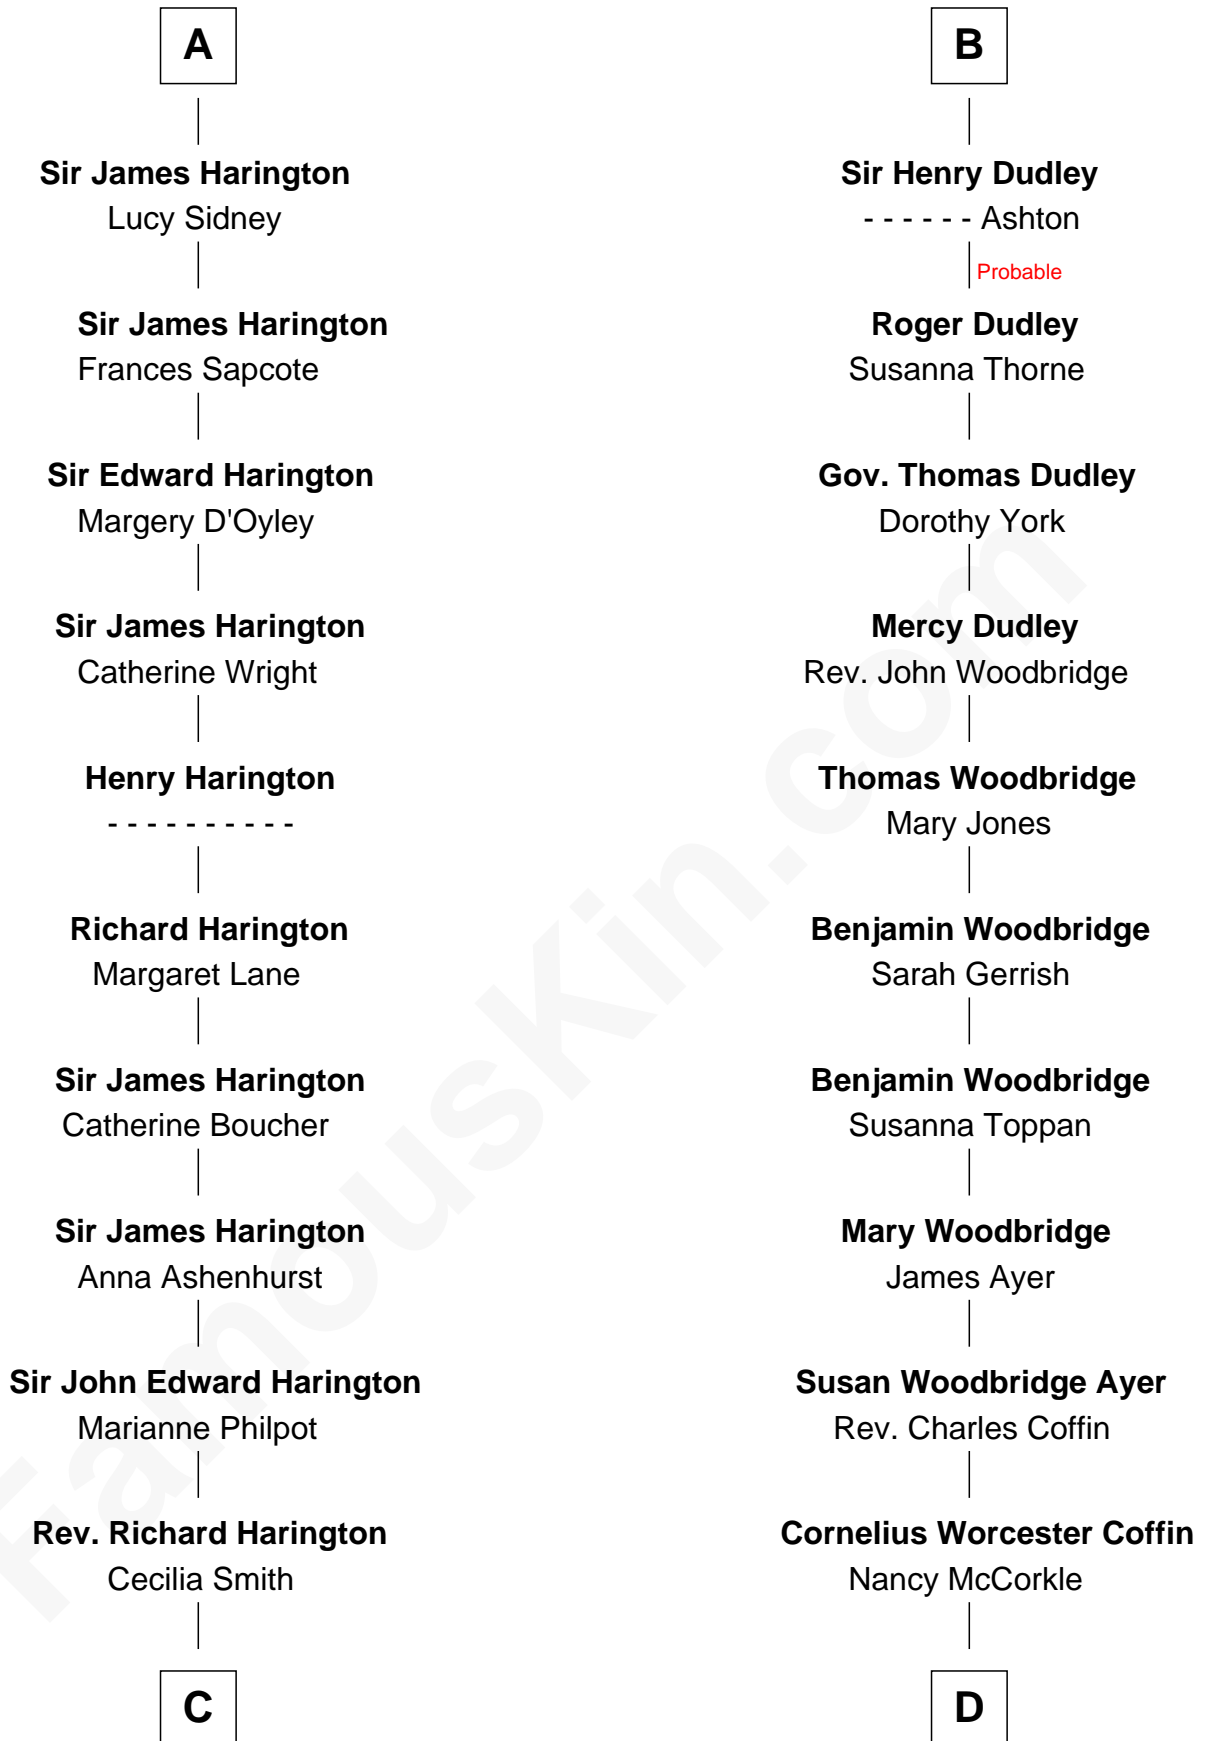 A
Sir James Harington
Lucy Sidney
Sir James Harington
Frances Sapcote
Sir Edward Harington
Margery D'Oyley
Sir James Harington
Catherine Wright
Henry Harington
- - - - - - - - - -
Richard Harington
Margaret Lane
Sir James Harington
Catherine Boucher
Sir James Harington
Anna Ashenhurst
Sir John Edward Harington
Marianne Philpot
Rev. Richard Harington
Cecilia Smith
C
B
Sir Henry Dudley
- - - - - - Ashton
Probable
Roger Dudley
Susanna Thorne
Gov. Thomas Dudley
Dorothy York
Mercy Dudley
Rev. John Woodbridge
Thomas Woodbridge
Mary Jones
Benjamin Woodbridge
Sarah Gerrish
Benjamin Woodbridge
Susanna Toppan
Mary Woodbridge
James Ayer
Susan Woodbridge Ayer
Rev. Charles Coffin
Cornelius Worcester Coffin
Nancy McCorkle
D
FamousKin.com